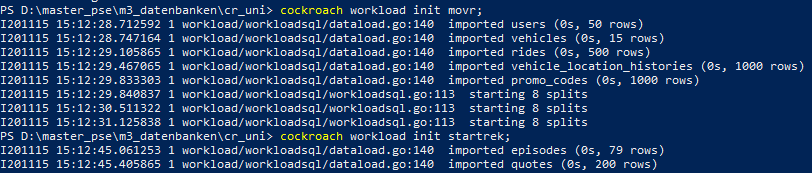 PS D:\master_pse\m3_datenbanken\cr_uni> cockroach workload init movr;
I201115 15:12:28.712592 1 workload/workloadsql/dataload.go:140  imported users (0s, 50 rows)
I201115 15:12:28.747164 1 workload/workloadsql/dataload.go:140  imported vehicles (0s, 15 rows)
I201115 15:12:29.105865 1 workload/workloadsql/dataload.go:140  imported rides (0s, 500 rows)
I201115 15:12:29.467065 1 workload/workloadsql/dataload.go:140  imported vehicle_location_histories (0s, 1000 rows)
I201115 15:12:29.833303 1 workload/workloadsql/dataload.go:140  imported promo_codes (0s, 1000 rows)
I201115 15:12:29.840837 1 workload/workloadsql/workloadsql.go:113  starting 8 splits
I201115 15:12:30.511322 1 workload/workloadsql/workloadsql.go:113  starting 8 splits
I201115 15:12:31.125838 1 workload/workloadsql/workloadsql.go:113  starting 8 splits
PS D:\master_pse\m3_datenbanken\cr_uni> cockroach workload init startrek;
I201115 15:12:45.061253 1 workload/workloadsql/dataload.go:140  imported episodes (0s, 79 rows)
I201115 15:12:45.405865 1 workload/workloadsql/dataload.go:140  imported quotes (0s, 200 rows)